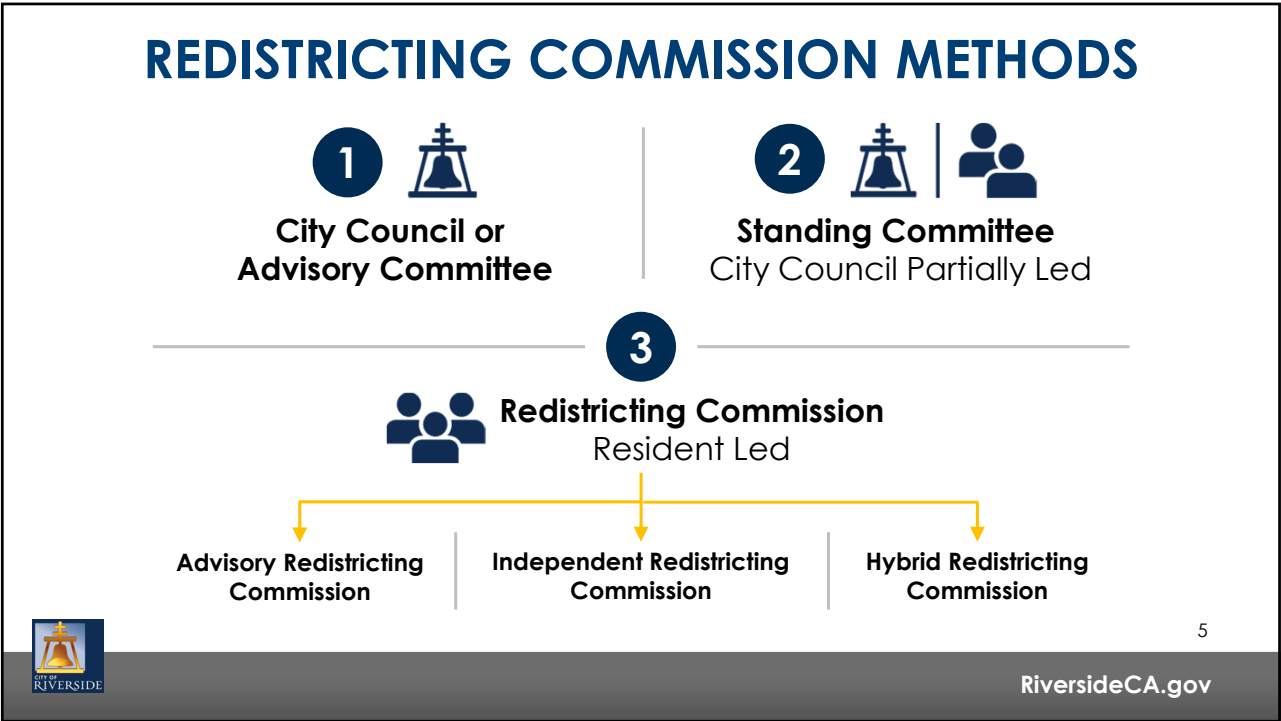 REDISTRICTING COMMISSION METHODS
1
City Council or
Advisory Committee
2
Standing Committee
City Council Partially Led
3
Redistricting Commission
Resident Led
Advisory Redistricting
Commission
Independent Redistricting
Commission
Hybrid Redistricting
Commission
5
CITY OF
RIVERSIDE
RiversideCA.gov